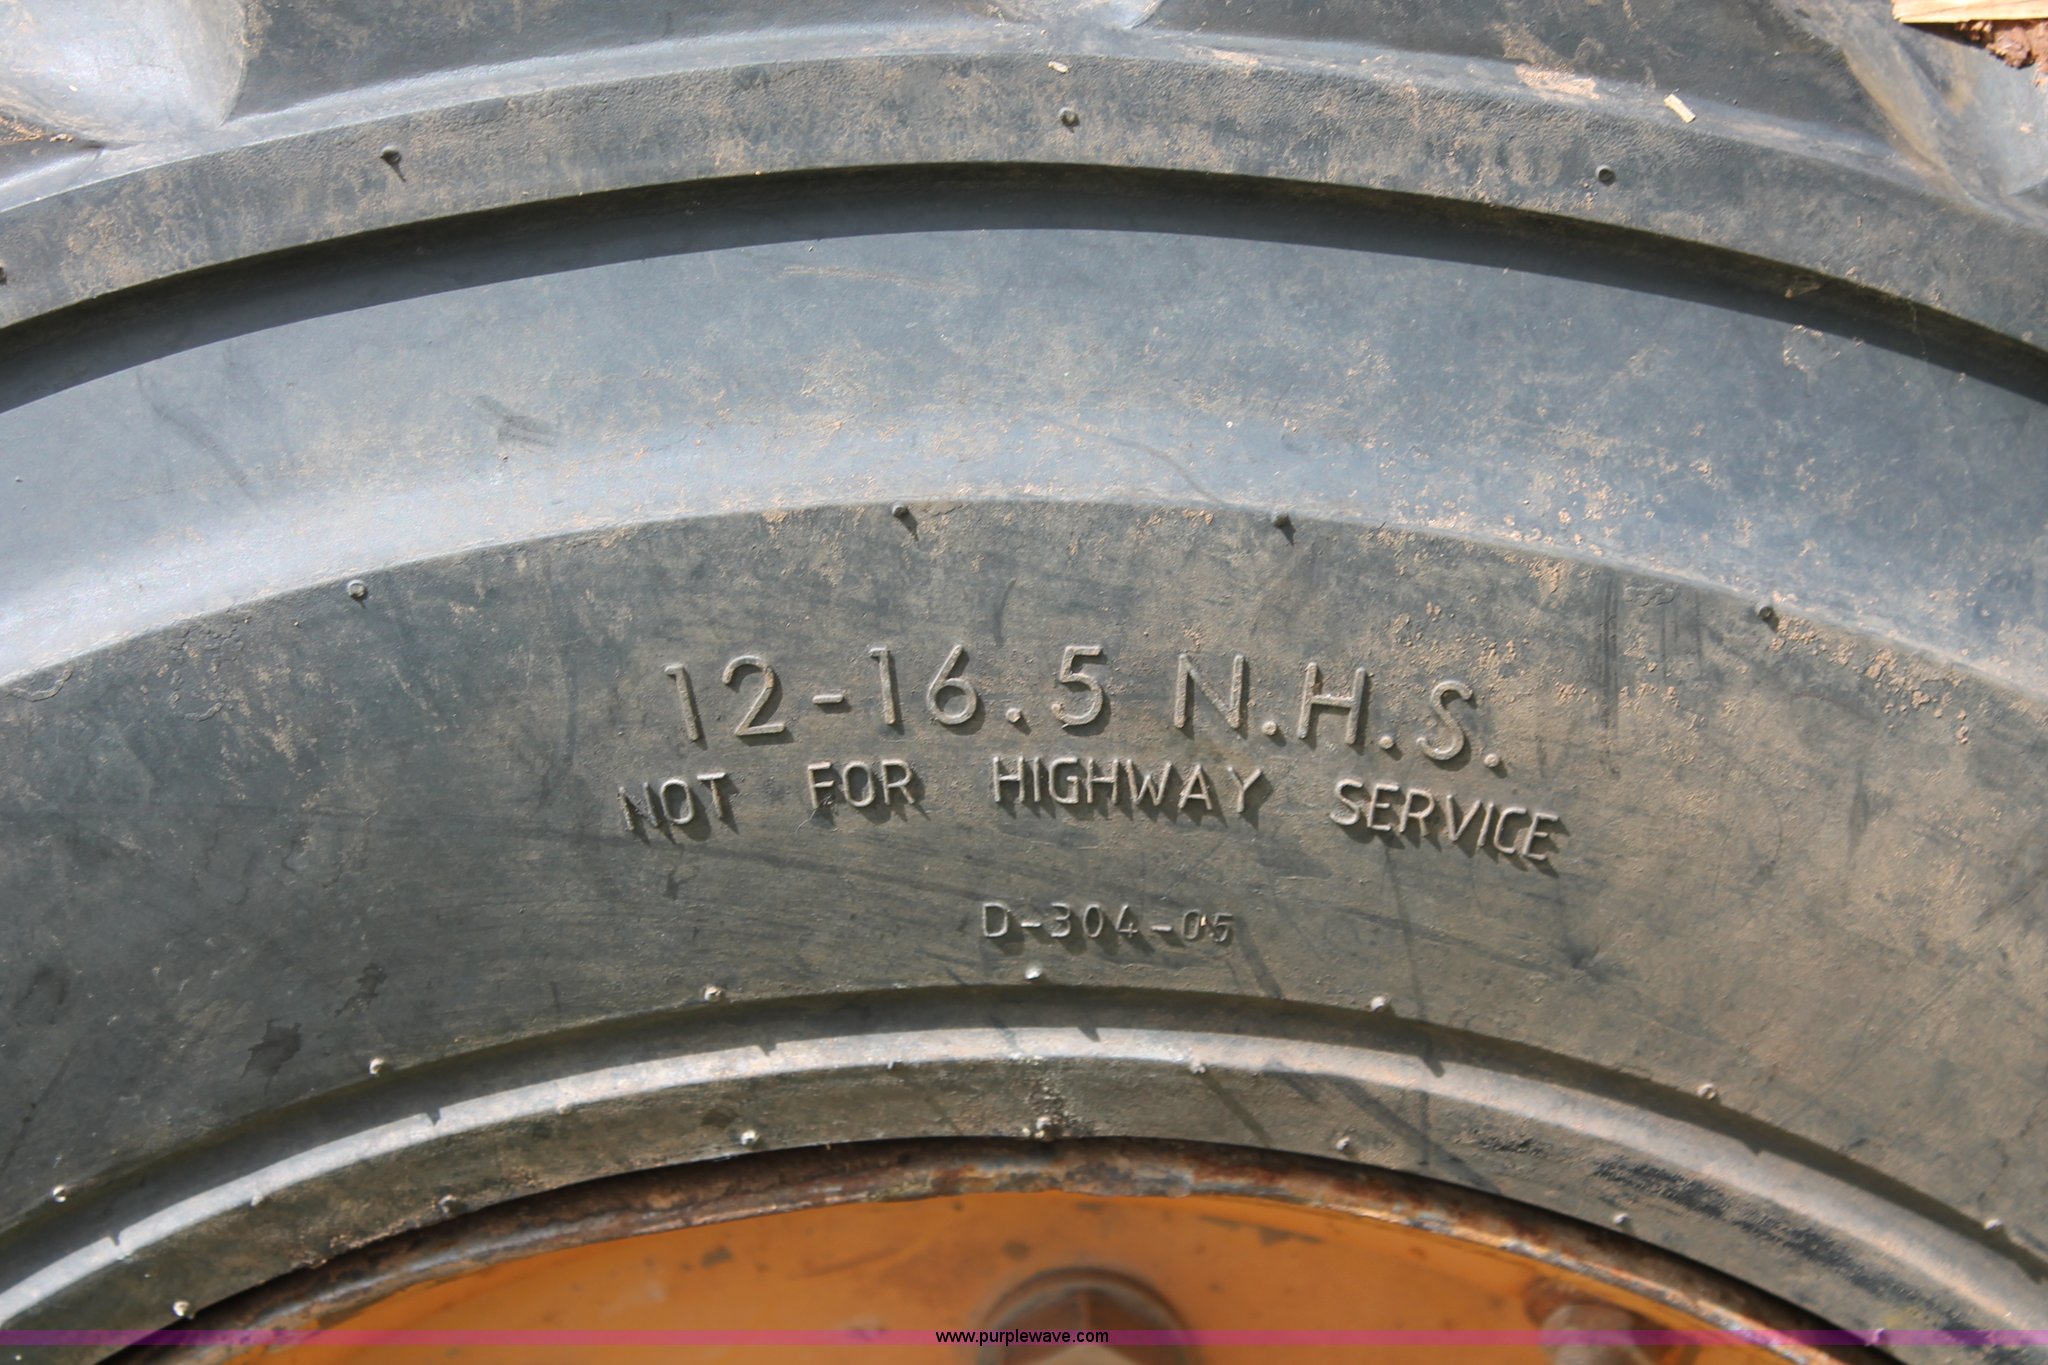 12-16.5 N.H.S.
NOT FOR HIGHWAY SERVICE
D-304-05
www.purplewave.com